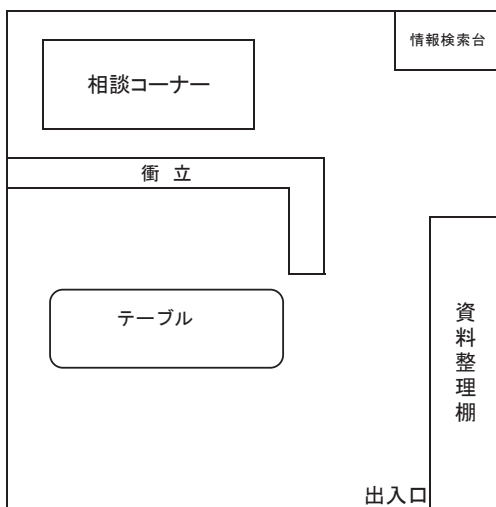 情報検索台
相談コーナー
衝 立
テーブル
資料整理棚
出入口